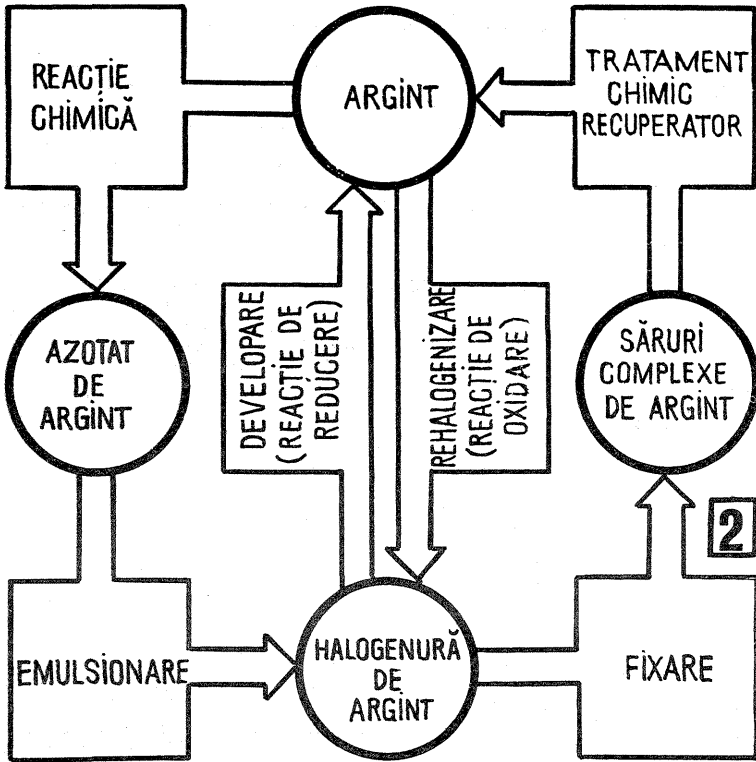 REACȚIE
CHIMICĂ
ARGINT
TRATAMENT
CHIMIC
RECUPERATOR
DEVELOPARE
(REACȚIE DE
REDUCERE)
REHALOGENIZARE
(REACȚIE DE
OXIDARE)
AZOTAT
DE
ARGINT
SĂRURI
COMPLEXE
DE ARGINT
2
EMULSIONARE
HALOGENURĂ
DE
ARGINT
FIXARE